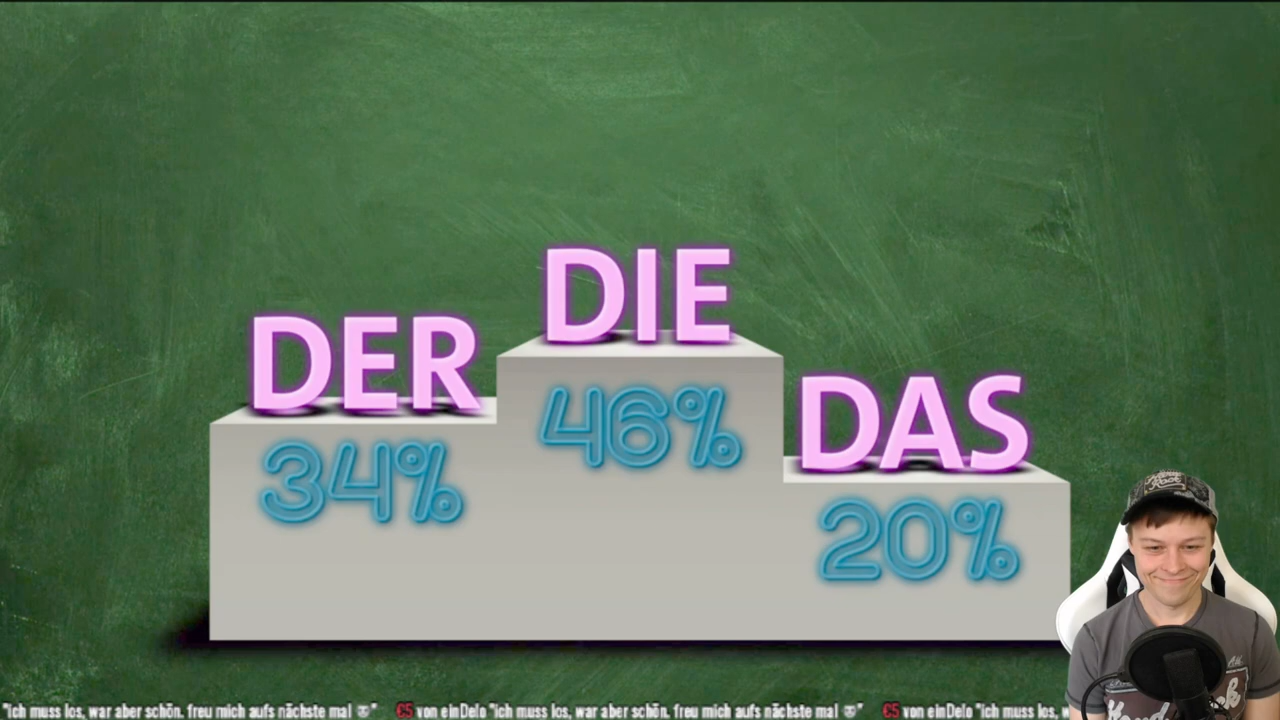 DIE
DER
46%
DAS
34%
20%
"ich muss los, war aber schön. freu mich aufs nächste mal €5 von einDelo "ich muss los, war aber schön. freu mich aufs nächste mal " €5 von einDelo "ich muss los, w